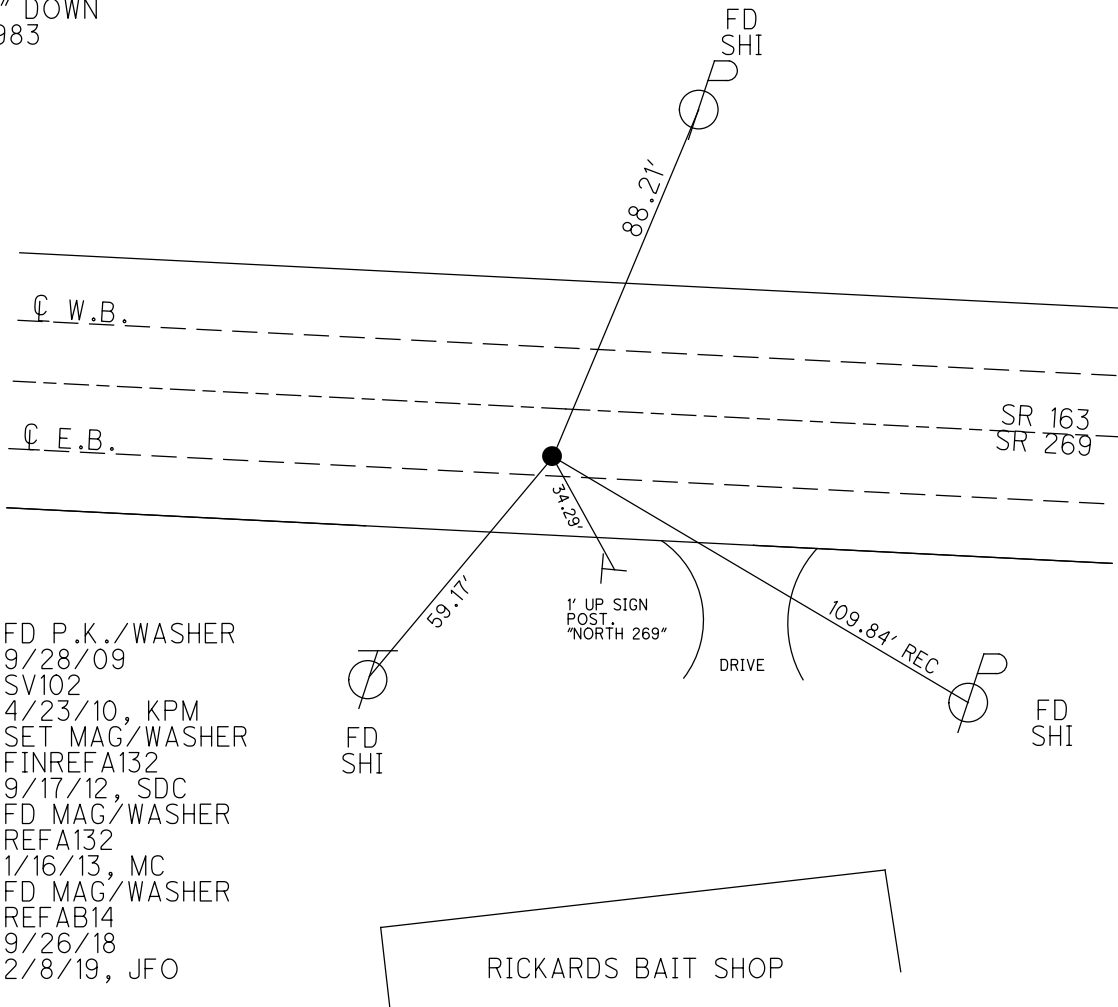 " DOWN
983
FD
SHI
88.21'
℄ W.B.
SR 163
SR 269
℄ E.B.
34.29'
59.17'
1' UP SIGN
POST.
"NORTH 269"
109.84' REC
DRIVE
FD
SHI
FD
SHI
FD P.K./WASHER
9/28/09
SV102
4/23/10, KPM
SET MAG/WASHER
FINREFA132
9/17/12, SDC
FD MAG/WASHER
REFA132
1/16/13, MC
FD MAG/WASHER
REFAB14
9/26/18
2/8/19, JFO
RICKARDS BAIT SHOP